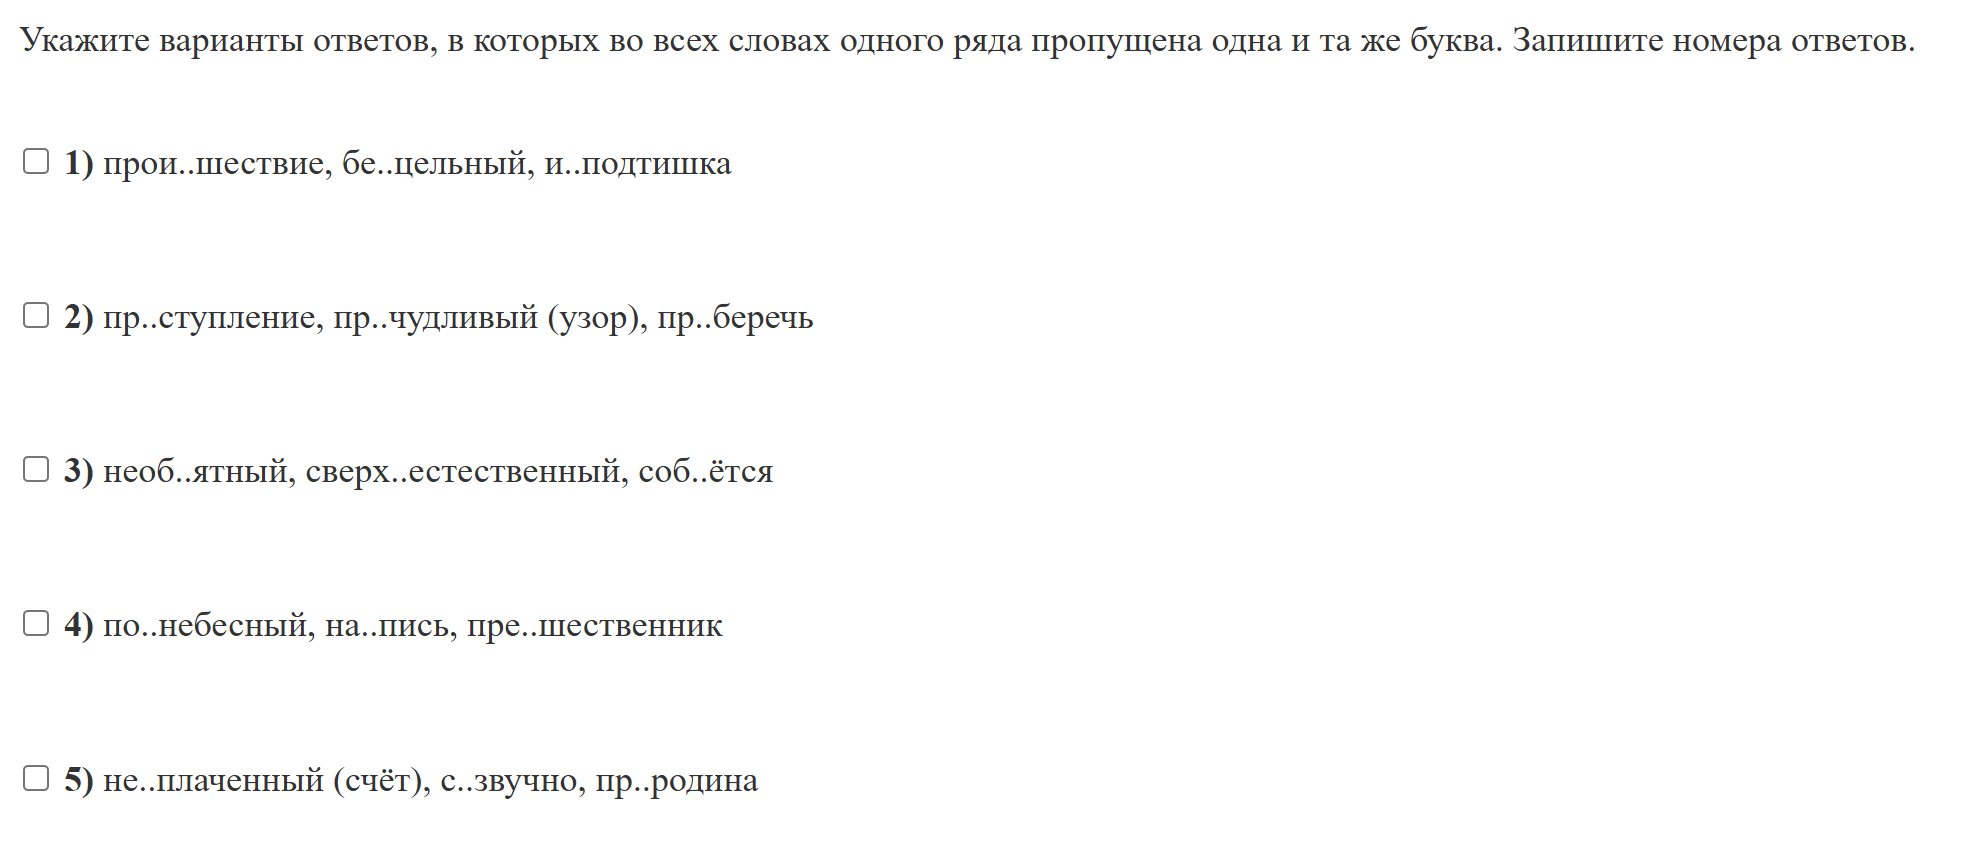 Укажите варианты ответов, в которых во всех словах одного ряда пропущена одна и та же буква. Запишите номера ответов.
1) прои..шествие, бе..цельный, и..подтишка
2) пр..ступление, пр..чудливый (узор), пр..беречь
3) необ..ятный, сверх..естественный, соб..ётся
4) по..небесный, на..пись, пре..шественник
5) не..плаченный (счёт), с..звучно, пр..родина